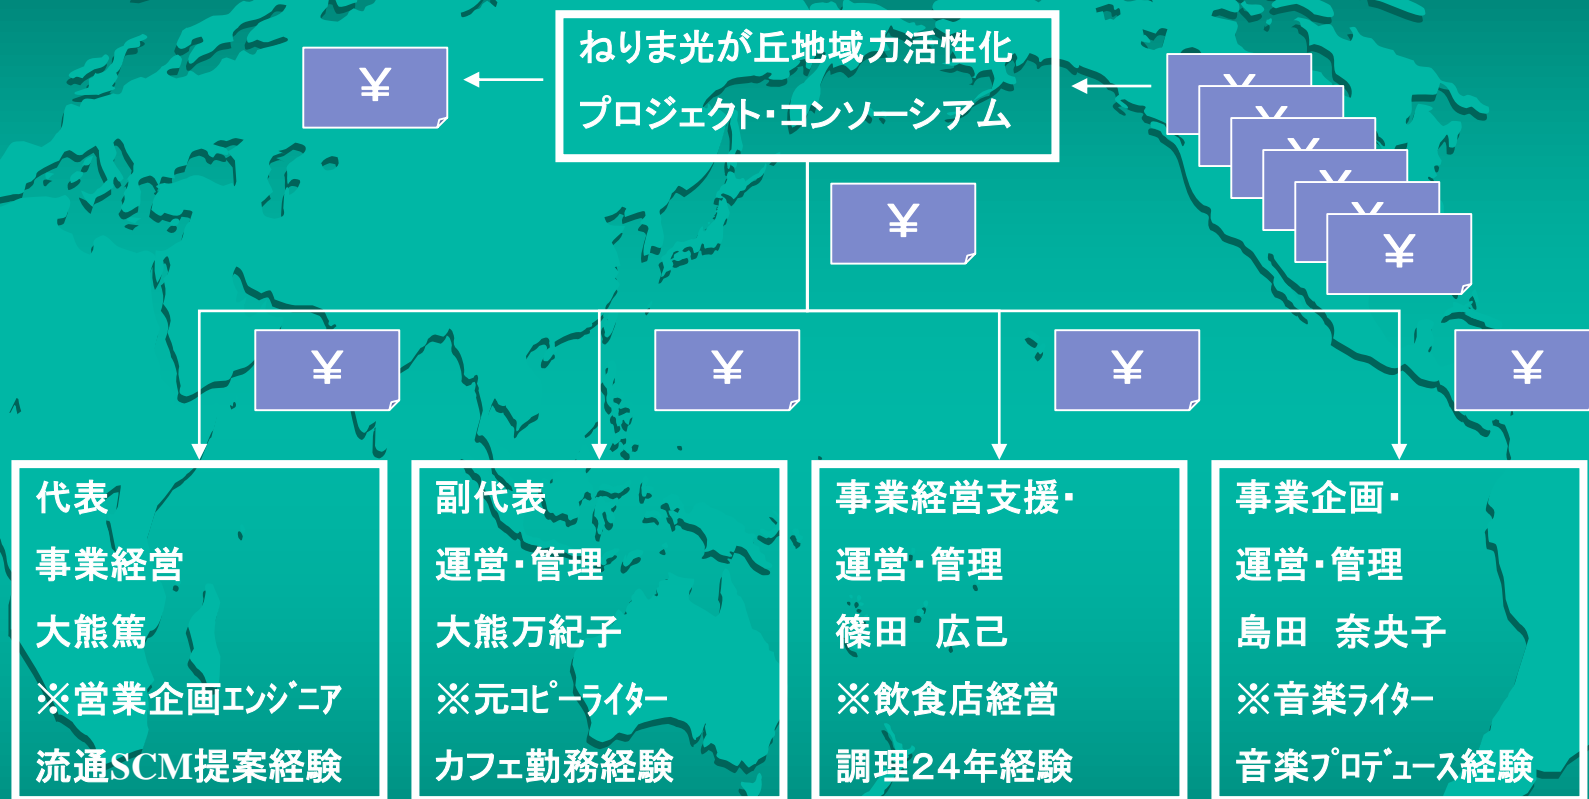 ねりま光が丘地域力活性化
プロジェクト・コンソーシアム
¥
¥
¥
¥
¥
¥
¥
¥
¥
¥
¥
¥
代表
事業経営
大熊篤
※営業企画ｴﾝｼﾞﾆｱ
流通SCM提案経験
副代表
運営・管理
大熊万紀子
※元ｺﾋﾟｰﾗｲﾀｰ
カフェ勤務経験
事業経営支援・
運営・管理
篠田　広己
※飲食店経営
調理２４年経験
事業企画・
運営・管理
島田　奈央子
※音楽ﾗｲﾀｰ
音楽ﾌﾟﾛﾃﾞｭｰｽ経験